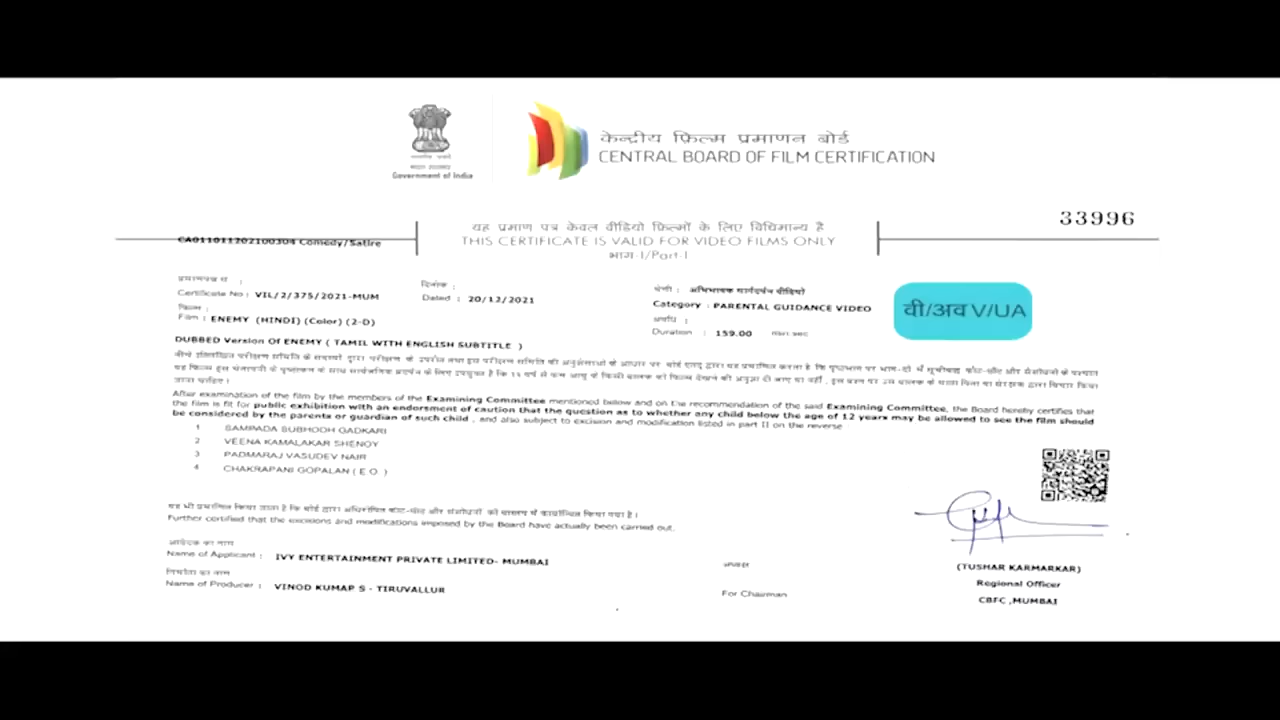 Government of India
केन्द्रीय फ़िल्म प्रमाणन बोर्ड
CENTRAL BOARD OF FILM CERTIFICATION
33996
यह प्रमाण पत्र केवल वीडियो फ़िल्मों के लिए विधिमान्य है
THIS CERTIFICATE IS VALID FOR VIDEO FILMS ONLY
भाग-I/Part-I
CA011011202100304 Comedy/Satire
दिनांक :
Certificate No : VIL/2/375/2021-MUM
Dated : 20/12/2021
Category : PARENTAL GUIDANCE VIDEO
वी/अव V/UA
फिल्म :
Film : ENEMY (HINDI) (Color) (2-D)
अवधि :
Duration : 159.00 min sec
DUBBED Version Of ENEMY ( TAMIL WITH ENGLISH SUBTITLE )
After examination of the film by the members of the Examining Committee mentioned below and on the recommendation of the said Examining Committee, the Board hereby certifies that
the film is fit for public exhibition with an endorsment of caution that the question as to whether any child below the age of 12 years may be allowed to see the film should
be considered by the parents or guardian of such child , and also subject to excision and modification listed in part II on the reverse
1 SAMPADA SUBHODH GADKARI
2 VEENA KAMALAKAR SHENOY
3 PADMARAJ VASUDEV NAIR
4 CHAKRAPANI GOPALAN ( E O )
Further certified that the excisions and modifications imposed by the Board have actually been carried out.
आवेदक का नाम
Name of Applicant : IVY ENTERTAINMENT PRIVATE LIMITED- MUMBAI
निर्माता का नाम
Name of Producer : VINOD KUMAP S - TIRUVALLUR
अध्यक्ष
For Chairman
(TUSHAR KARMARKAR)
Regional Officer
CBFC ,MUMBAI